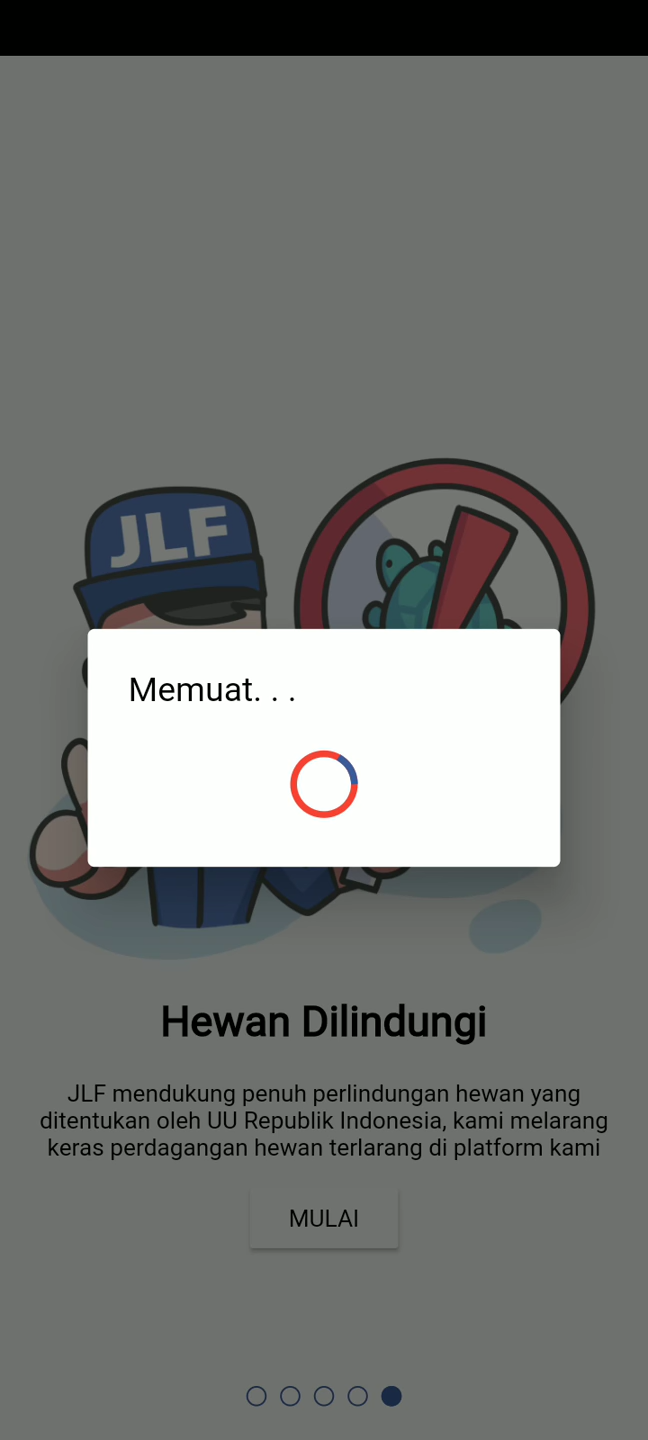 JLF
Memuat. . .
Hewan Dilindungi
JLF mendukung penuh perlindungan hewan yang
ditentukan oleh UU Republik Indonesia, kami melarang
keras perdagangan hewan terlarang di platform kami
MULAI